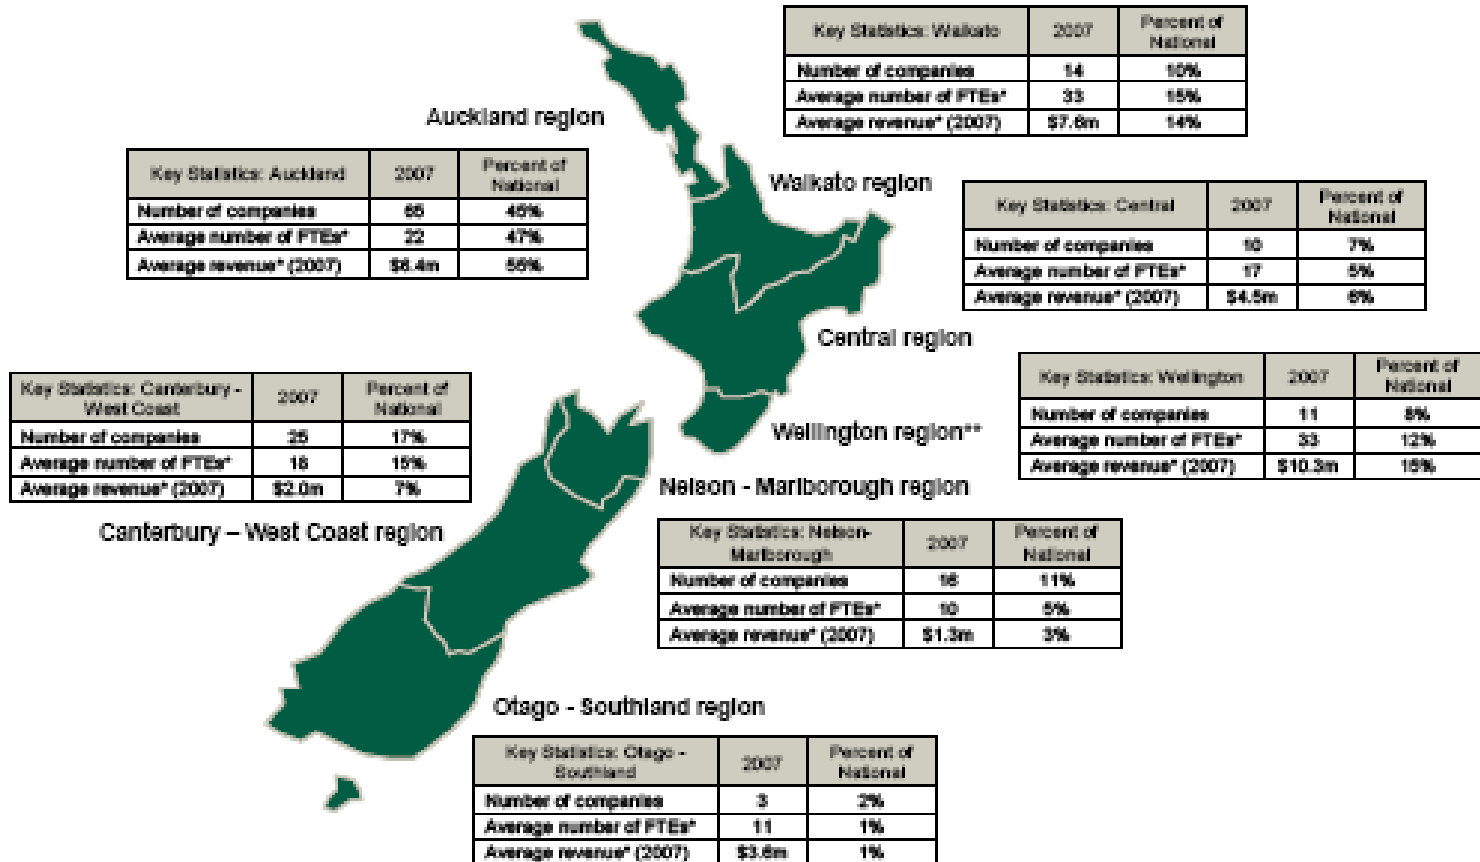 Key Statistics: Waikato 2007 Percent of National
Number of companies 14 10%
Average number of FTEs* 33 15%
Average revenue* (2007) $7.6m 14%
Auckland region
Key Statistics: Auckland 2007 Percent of National
Number of companies 65 45%
Average number of FTEs* 22 47%
Average revenue* (2007) $6.4m 55%
Waikato region
Key Statistics: Central 2007 Percent of National
Number of companies 10 7%
Average number of FTEs* 17 5%
Average revenue* (2007) $4.5m 6%
Central region
Key Statistics: Wellington 2007 Percent of National
Number of companies 11 8%
Average number of FTEs* 33 12%
Average revenue* (2007) $10.3m 15%
Wellington region**
Key Statistics: Canterbury - West Coast 2007 Percent of National
Number of companies 25 17%
Average number of FTEs* 18 15%
Average revenue* (2007) $2.0m 7%
Canterbury – West Coast region
Nelson - Marlborough region
Key Statistics: Nelson-Marlborough 2007 Percent of National
Number of companies 16 11%
Average number of FTEs* 10 5%
Average revenue* (2007) $1.3m 3%
Otago - Southland region
Key Statistics: Otago - Southland 2007 Percent of National
Number of companies 3 2%
Average number of FTEs* 11 1%
Average revenue* (2007) $3.6m 1%